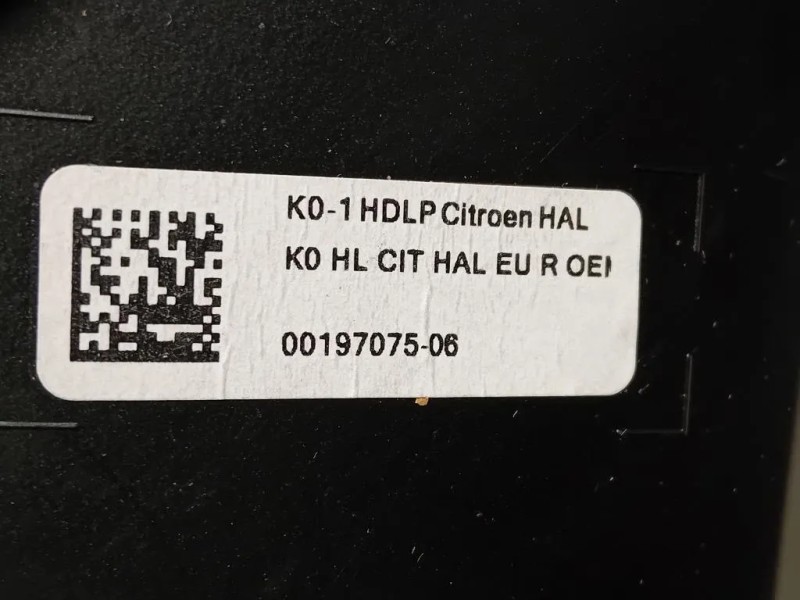 K0-1 HDLP Citroen HAL
K0 HL CIT HAL EU R
00197075-06